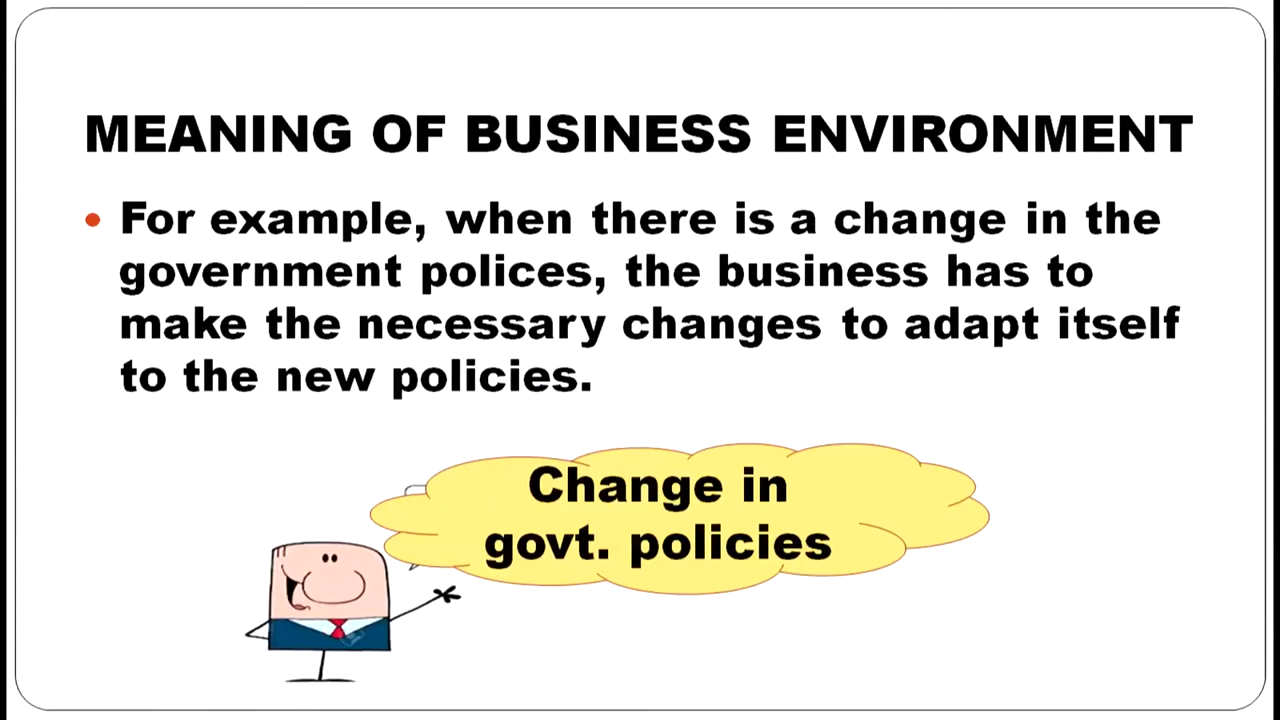 MEANING OF BUSINESS ENVIRONMENT
• For example, when there is a change in the
government polices, the business has to
make the necessary changes to adapt itself
to the new policies.
Change in
govt. policies